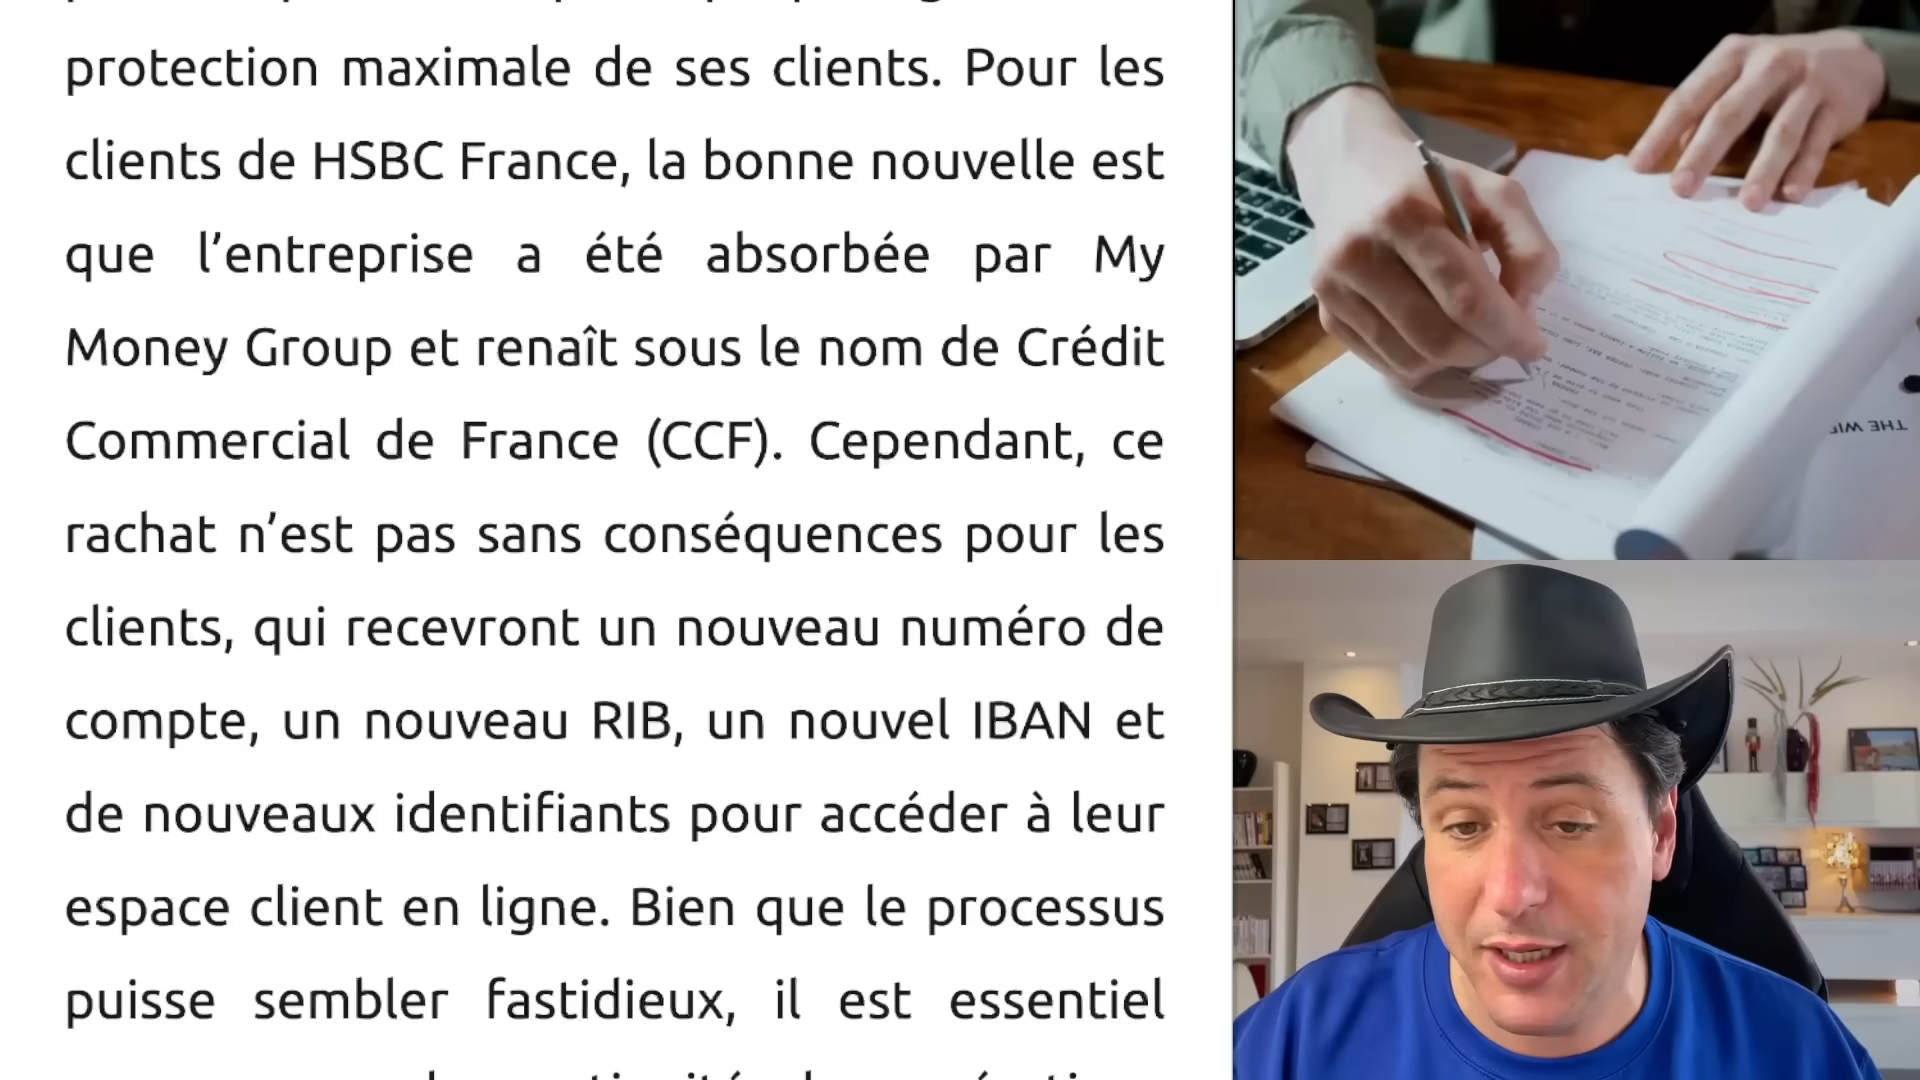 protection maximale de ses clients. Pour les
clients de HSBC France, la bonne nouvelle est
que l’entreprise a été absorbée par My
Money Group et renaît sous le nom de Crédit
Commercial de France (CCF). Cependant, ce
rachat n’est pas sans conséquences pour les
clients, qui recevront un nouveau numéro de
compte, un nouveau RIB, un nouvel IBAN et
de nouveaux identifiants pour accéder à leur
espace client en ligne. Bien que le processus
puisse sembler fastidieux, il est essentiel
THE